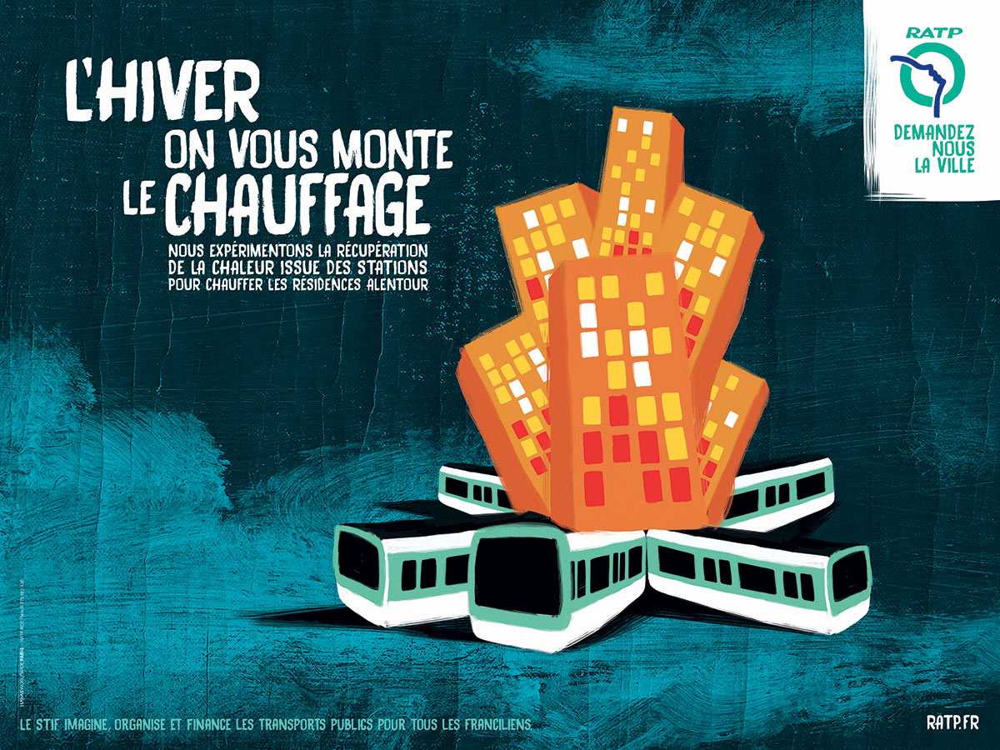 L'HIVER
ON VOUS MONTE
LE CHAUFFAGE
NOUS EXPÉRIMENTONS LA RÉCUPÉRATION
DE LA CHALEUR ISSUE DES STATIONS
POUR CHAUFFER LES RÉSIDENCES ALENTOUR
RATP
DEMANDEZ
NOUS
LA VILLE
LE STIF IMAGINE, ORGANISE ET FINANCE LES TRANSPORTS PUBLICS POUR TOUS LES FRANCILIENS.
RATP.FR